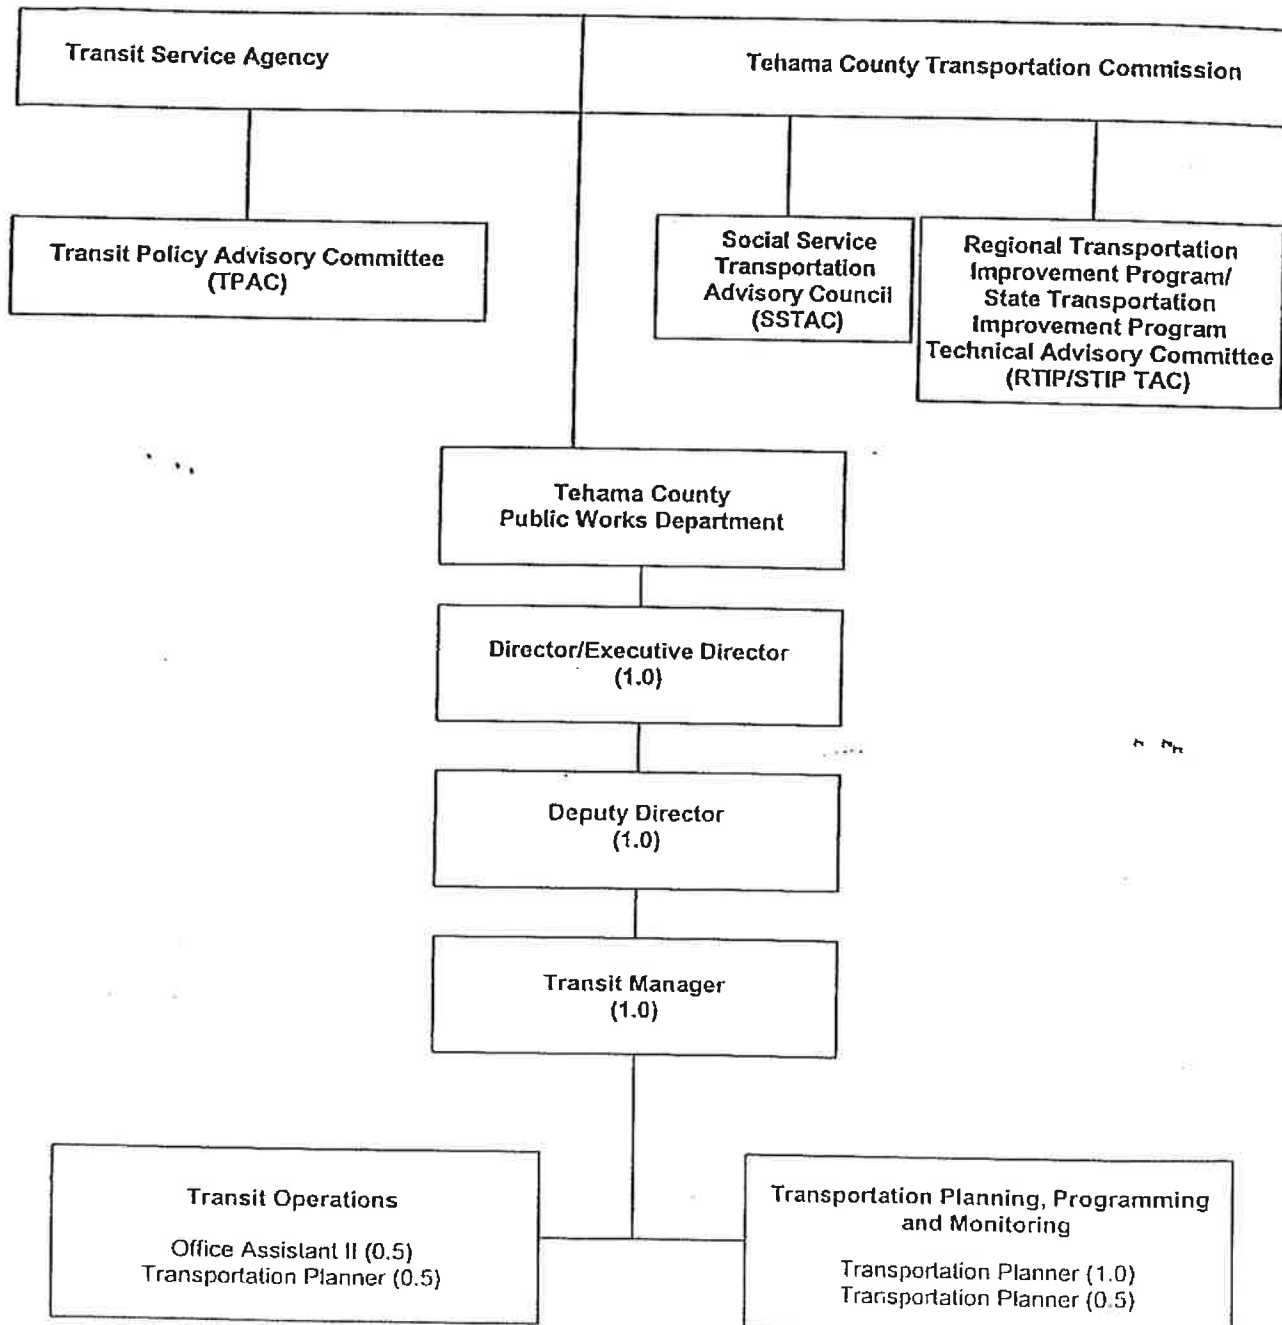 Transit Service Agency
Tehama County Transportation Commission
Transit Policy Advisory Committee
(TPAC)
Social Service
Transportation
Advisory Council
(SSTAC)
Regional Transportation
Improvement Program/
State Transportation
Improvement Program
Technical Advisory Committee
(RTIP/STIP TAC)
Tehama County
Public Works Department
Director/Executive Director
(1.0)
Deputy Director
(1.0)
Transit Manager
(1.0)
Transit Operations
Office Assistant II (0.5)
Transportation Planner (0.5)
Transportation Planning, Programming
and Monitoring
Transportation Planner (1.0)
Transportation Planner (0.5)